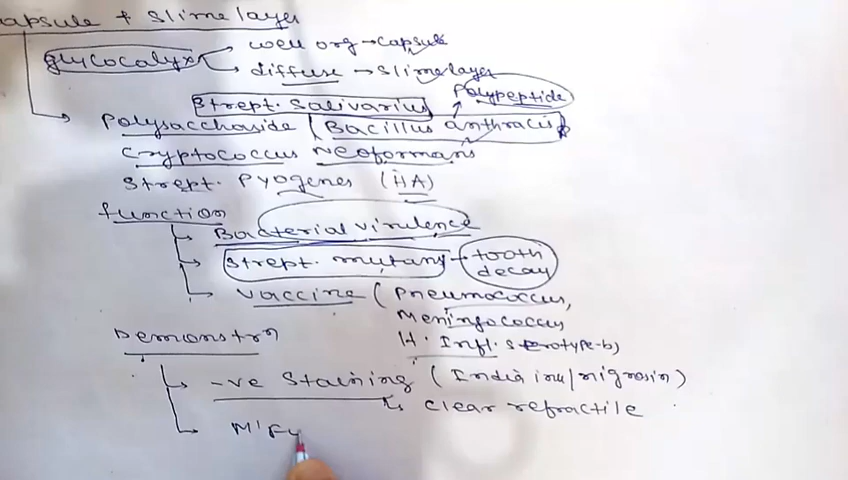 apsule + Slime layer
glycocalyx → well org → capsule
→ diffuse → slime layer
Polypeptide
Strept. Salivarius
Polysaccharide (Bacillus anthracis)
Cryptococcus neoformans
Strept. Pyogenes (HA)
function
Bacterial virulence
Strept. mutans → tooth decay
vaccine (Pneumococcus,
Meningococcus
H. Infl. serotype-b)
Demonstrn
-ve Staining (India ink/nigrosin)
↳ clear refractile
M'Fy